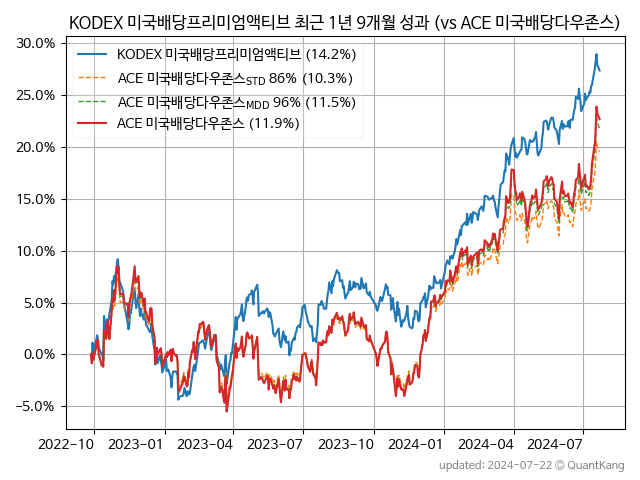 KODEX 미국배당프리미엄액티브 최근 1년 9개월 성과 (vs ACE 미국배당다우존스)
30.0%
25.0%
20.0%
15.0%
10.0%
5.0%
0.0%
−5.0%
KODEX 미국배당프리미엄액티브 (14.2%)
ACE 미국배당다우존스STD 86% (10.3%)
ACE 미국배당다우존스MDD 96% (11.5%)
ACE 미국배당다우존스 (11.9%)
2022-10 2023-01 2023-04 2023-07 2023-10 2024-01 2024-04 2024-07
updated: 2024-07-22 © QuantKang